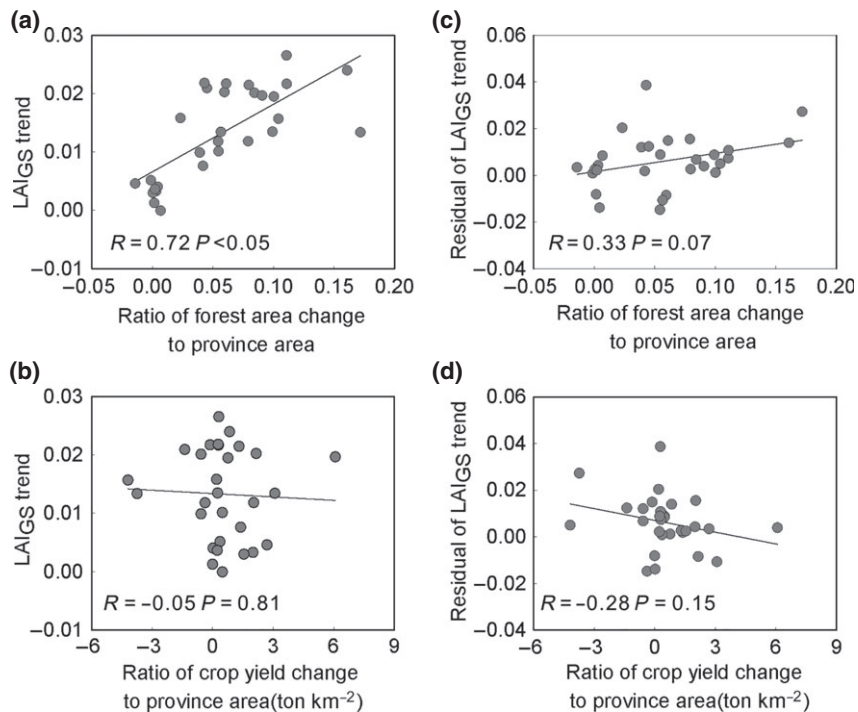 (a)
0.03
0.02
0.01
0.00
−0.01
LAIGS trend
R = 0.72 P <0.05
−0.05 0.00 0.05 0.10 0.15 0.20
Ratio of forest area change
to province area
(c)
0.06
0.04
0.02
0.00
−0.02
−0.04
Residual of LAIGS trend
R = 0.33 P = 0.07
−0.05 0.00 0.05 0.10 0.15 0.20
Ratio of forest area change
to province area
(b)
0.03
0.02
0.01
0.00
−0.01
LAIGS trend
R = −0.05 P = 0.81
−6 −3 0 3 6 9
Ratio of crop yield change
to province area(ton km−2)
(d)
0.06
0.04
0.02
0.00
−0.02
−0.04
Residual of LAIGS trend
R = −0.28 P = 0.15
−6 −3 0 3 6 9
Ratio of crop yield change
to province area(ton km−2)